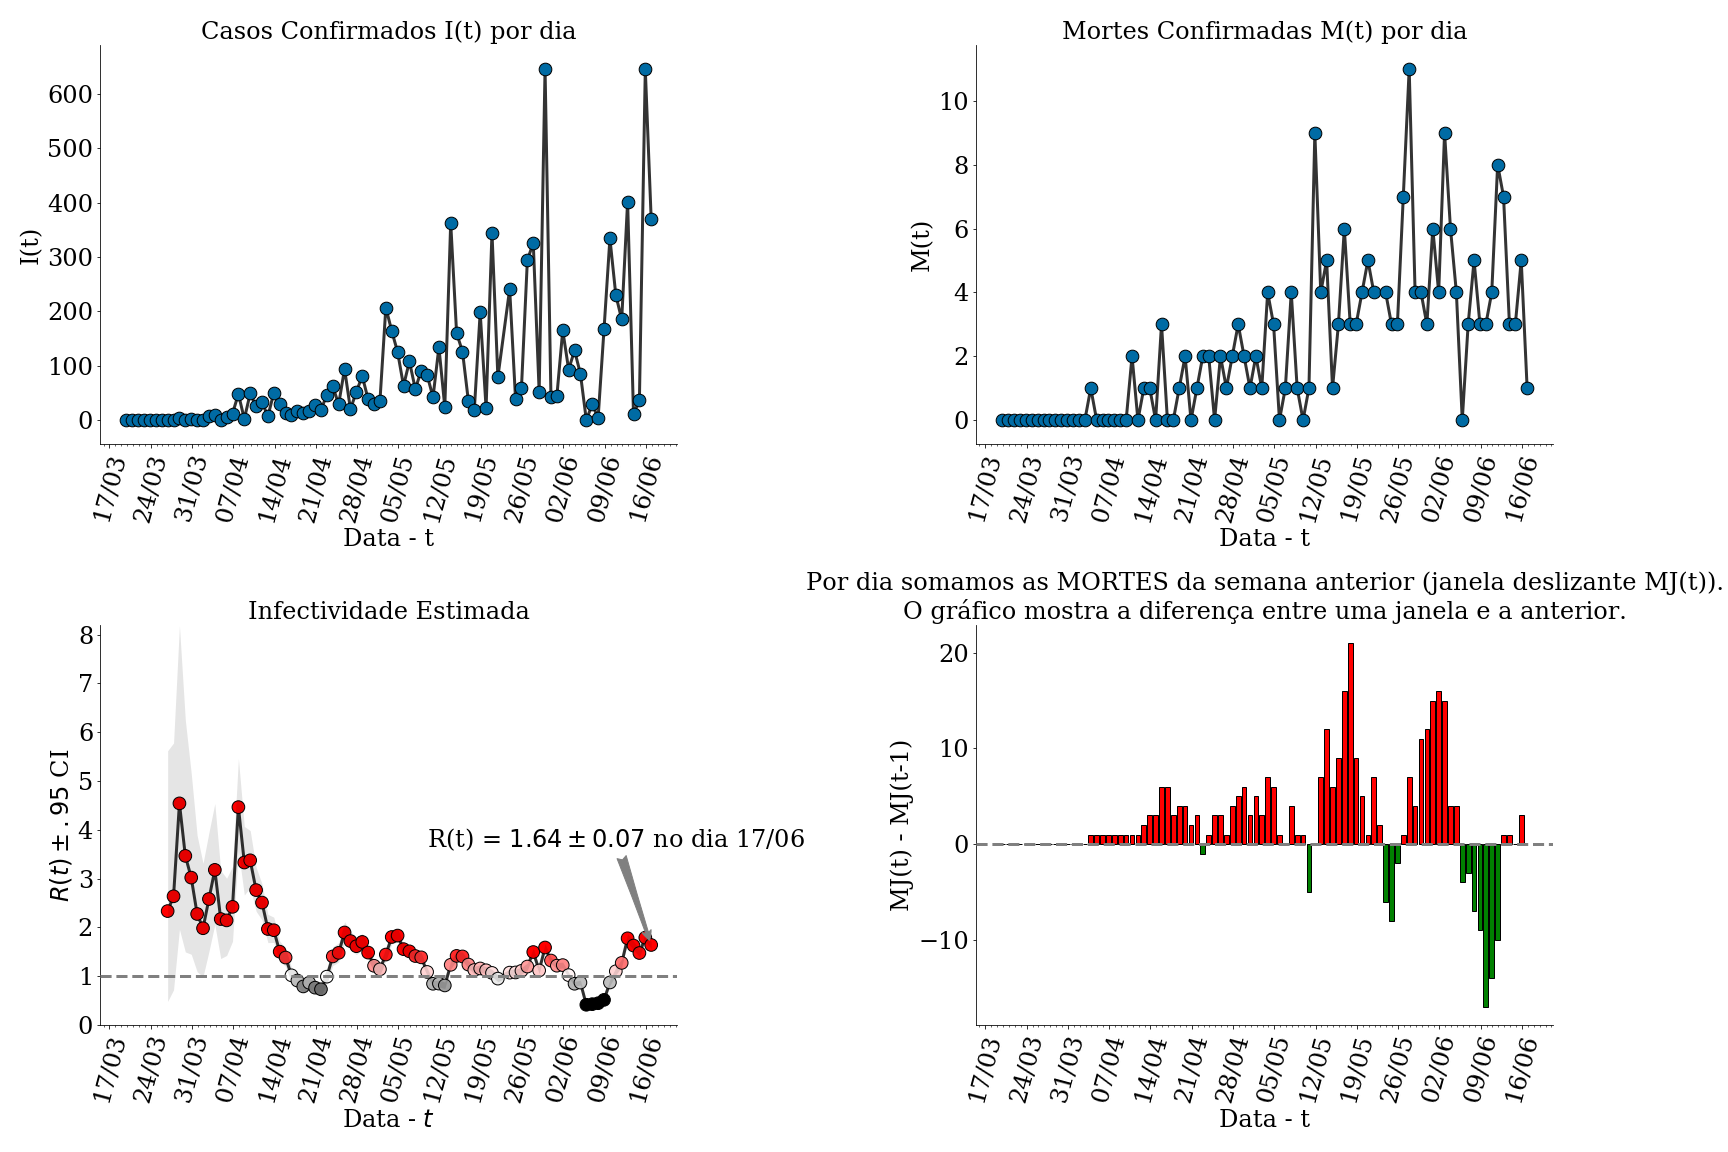 Casos Confirmados I(t) por dia
I(t)
600
500
400
300
200
100
0
17/03 24/03 31/03 07/04 14/04 21/04 28/04 05/05 12/05 19/05 26/05 02/06 09/06 16/06
Data - t
Mortes Confirmadas M(t) por dia
M(t)
10
8
6
4
2
0
17/03 24/03 31/03 07/04 14/04 21/04 28/04 05/05 12/05 19/05 26/05 02/06 09/06 16/06
Data - t
Infectividade Estimada
R(t) ± .95 CI
8
7
6
5
4
3
2
1
0
R(t) = 1.64 ± 0.07 no dia 17/06
17/03 24/03 31/03 07/04 14/04 21/04 28/04 05/05 12/05 19/05 26/05 02/06 09/06 16/06
Data - t
Por dia somamos as MORTES da semana anterior (janela deslizante MJ(t)).
O gráfico mostra a diferença entre uma janela e a anterior.
MJ(t) - MJ(t-1)
20
10
0
−10
17/03 24/03 31/03 07/04 14/04 21/04 28/04 05/05 12/05 19/05 26/05 02/06 09/06 16/06
Data - t